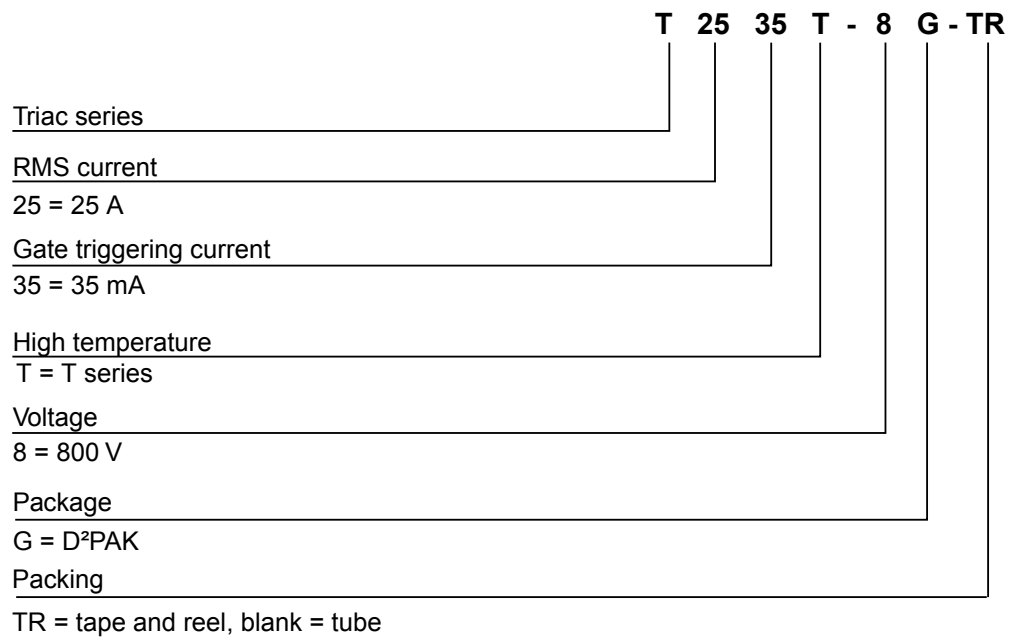 T 25 35 T - 8 G - TR
Triac series
RMS current
25 = 25 A
Gate triggering current
35 = 35 mA
High temperature
T = T series
Voltage
8 = 800 V
Package
G = D²PAK
Packing
TR = tape and reel, blank = tube